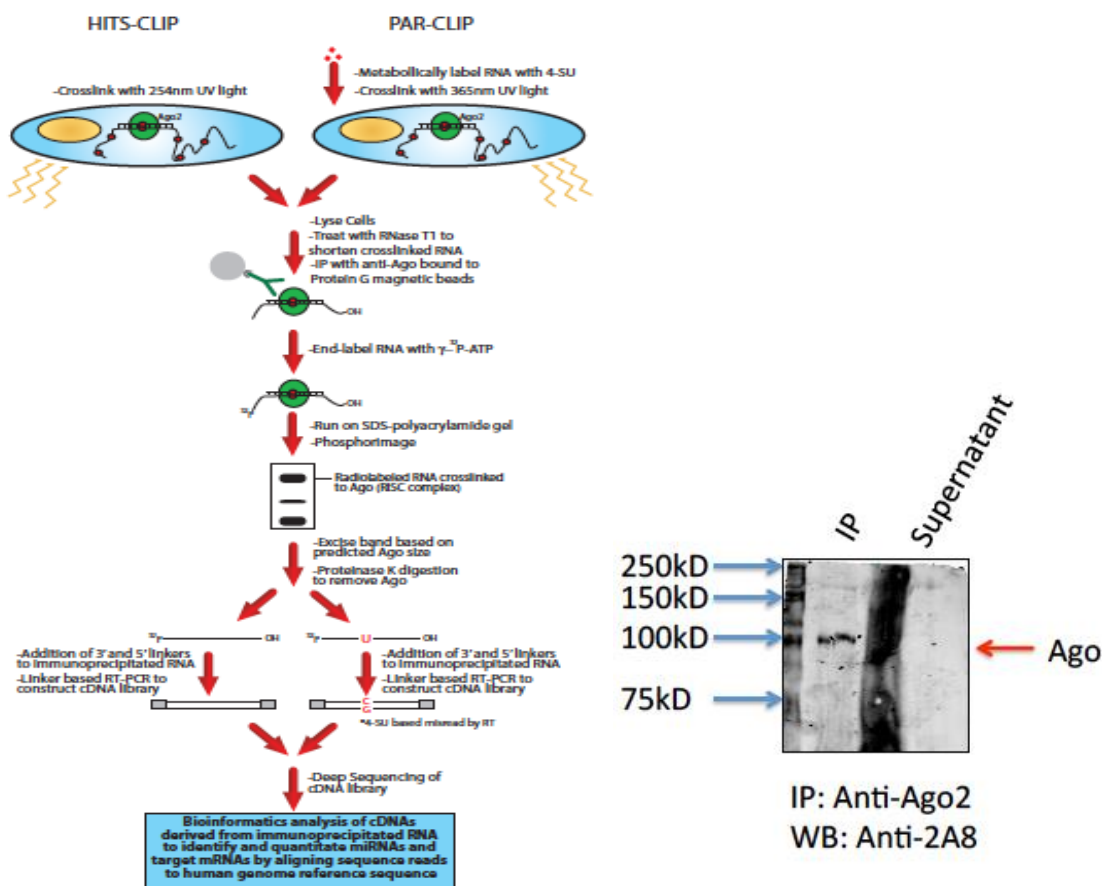 HITS-CLIP
PAR-CLIP
-Metabollically label RNA with 4-SU
-Crosslink with 365nm UV light
-Crosslink with 254nm UV light
Ago2
Ago2
-Lyse Cells
-Treat with RNase T1 to
shorten crosslinked RNA
-IP with anti-Ago bound to
Protein G magnetic beads
OH
-End-label RNA with γ-³²P-ATP
³²P
OH
-Run on SDS-polyacrylamide gel
-Phosphorimage
Radiolabeled RNA crosslinked
to Ago (RISC complex)
-Excise band based on
predicted Ago size
-Proteinase K digestion
to remove Ago
³²P
OH
³²P
U
OH
-Addition of 3' and 5' linkers
to immunoprecipitated RNA
-Linker based RT-PCR to
construct cDNA library
-Addition of 3' and 5' linkers
to immunoprecipitated RNA
-Linker based RT-PCR to
construct cDNA library
C
G
*4-SU based misread by RT
-Deep Sequencing of
cDNA library
Bioinformatics analysis of cDNAs
derived from immunoprecipitated RNA
to identify and quantitate miRNAs and
target mRNAs by aligning sequence reads
to human genome reference sequence
IP
Supernatant
250kD
150kD
100kD
75kD
Ago
IP: Anti-Ago2
WB: Anti-2A8